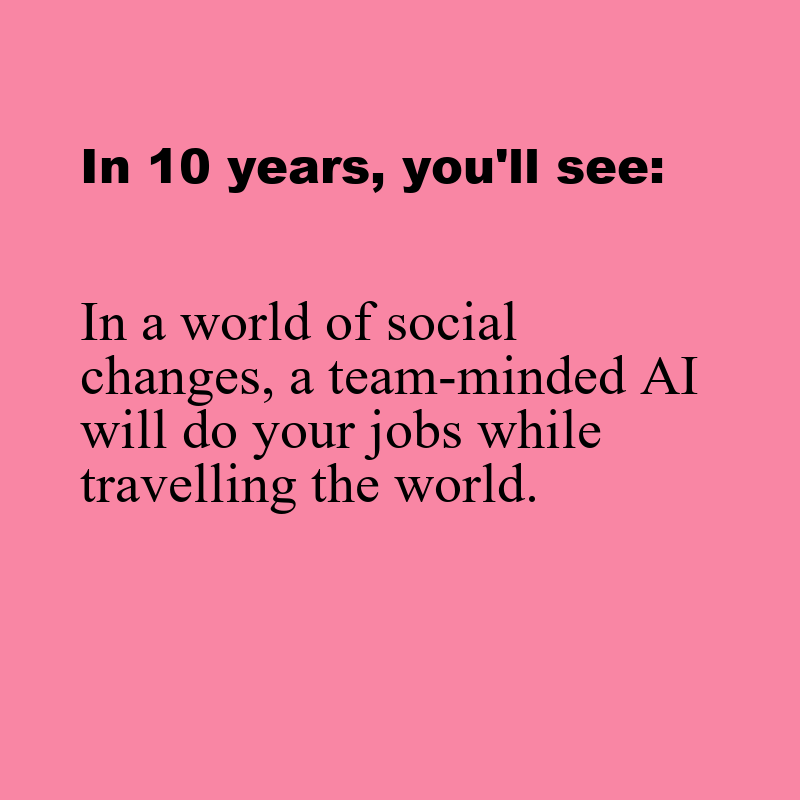 In 10 years, you'll see:
In a world of social
changes, a team-minded AI
will do your jobs while
travelling the world.